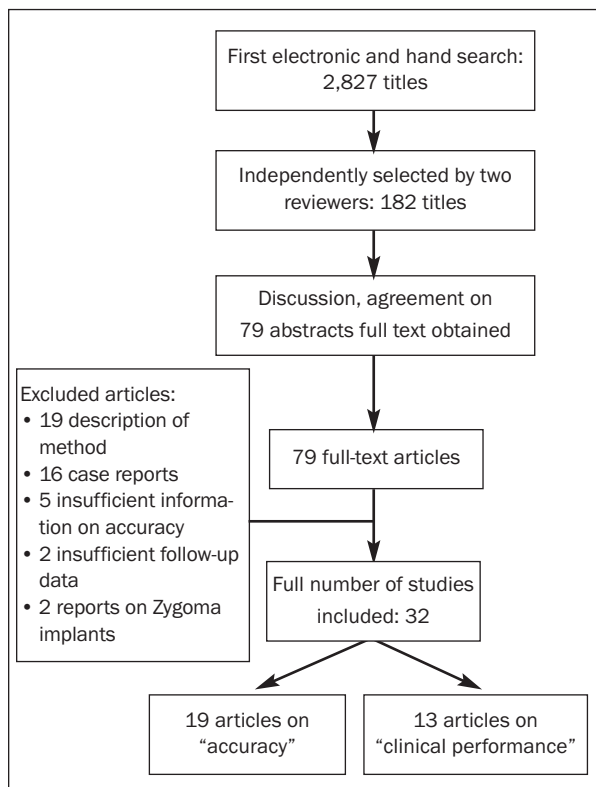 First electronic and hand search:
2,827 titles
Independently selected by two
reviewers: 182 titles
Discussion, agreement on
79 abstracts full text obtained
Excluded articles:
• 19 description of
method
• 16 case reports
• 5 insufficient informa-
tion on accuracy
• 2 insufficient follow-up
data
• 2 reports on Zygoma
implants
79 full-text articles
Full number of studies
included: 32
19 articles on
“accuracy”
13 articles on
“clinical performance”